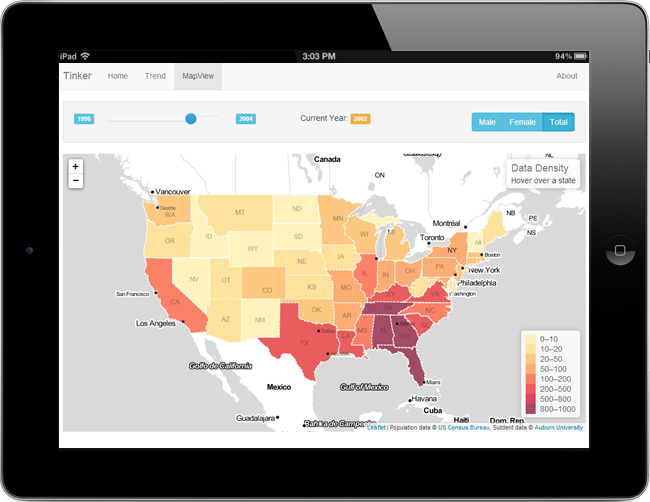 iPad 3:03 PM 94%
Tinker Home Trend MapView About
1996 2004 Current Year: 2002 Male Female Total
+
−
Canada
Data Density
Hover over a state
ON
NL
Vancouver
Seattle
WA
MT
ND
MN
OR
ID
WY
SD
WI
MI
NB
PE
NS
Montréal
Toronto
NY
NV
UT
CO
NE
KS
IA
IL
IN
OH
PA
Boston
New York
Philadelphia
Washington
San Francisco
CA
Los Angeles
AZ
NM
OK
AR
MO
KY
VA
NC
TN
SC
TX
Dallas
LA
MS
AL
GA
Atlanta
FL
Miami
Golfo de California
Mexico
Gulf of Mexico
Havana
Cuba
Haiti
Dom. Rep.
Guadalajara
Bahía de Campeche
0–10
10–20
20–50
50–100
100–200
200–500
500–800
800–1000
Leaflet | Population data © US Census Bureau, Sutdent data © Auburn University